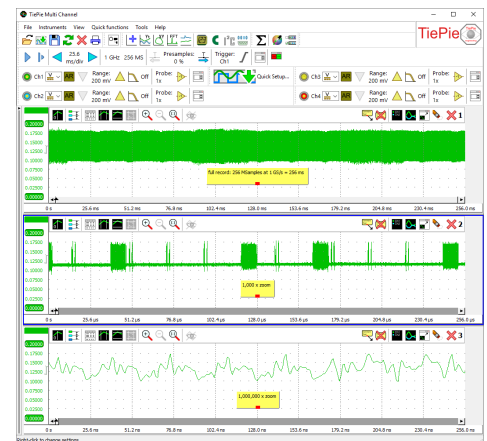 TiePie Multi Channel
File Instruments View Quick functions Tools Help
TiePie
25.6 ms/div
1 GHz 256 MS
Presamples: 0 %
Trigger: Ch1
Ch1 AR Range: 200 mV Off Probe: 1x Quick Setup... Ch3 AR Range: 200 mV Off Probe: 1x
Ch2 AR Range: 200 mV Off Probe: 1x Ch4 AR Range: 200 mV Off Probe: 1x
1
0.20000
0.17500
0.15000
0.12500
0.10000
0.07500
0.05000
0.02500
0.00000
full record: 256 MSamples at 1 GS/s = 256 ms
0 s 25.6 ms 51.2 ms 76.8 ms 102.4 ms 128.0 ms 153.6 ms 179.2 ms 204.8 ms 230.4 ms 256.0 ms
2
0.20000
0.17500
0.15000
0.12500
0.10000
0.07500
0.05000
0.02500
0.00000
1,000 x zoom
0 s 25.6 µs 51.2 µs 76.8 µs 102.4 µs 128.0 µs 153.6 µs 179.2 µs 204.8 µs 230.4 µs 256.0 µs
3
0.20000
0.17500
0.15000
0.12500
0.10000
0.07500
0.05000
0.02500
0.00000
1,000,000 x zoom
0 s 25.6 ns 51.2 ns 76.8 ns 102.4 ns 128.0 ns 153.6 ns 179.2 ns 204.8 ns 230.4 ns 256.0 ns
Right-click to change settings